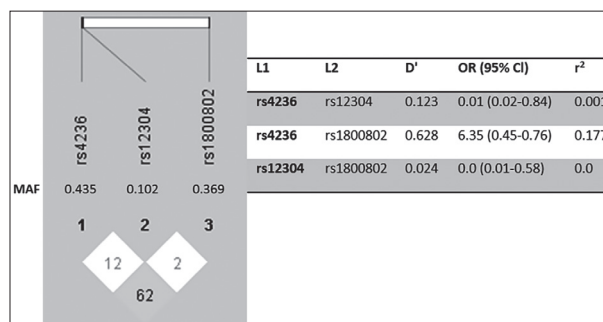 L1 L2 D' OR (95% Cl) r²
rs4236 rs12304 0.123 0.01 (0.02-0.84)
rs4236 rs1800802 0.628 6.35 (0.45-0.76)
rs12304 rs1800802 0.024 0.0 (0.01-0.58) 0.0
rs4236 rs12304 rs1800802
MAF 0.435 0.102 0.369
1 2 3
12 2
62